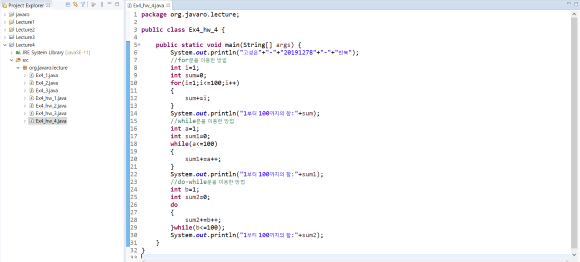 Project Explorer
javaro
Lecture1
Lecture2
Lecture3
Lecture4
JRE System Library [JavaSE-11]
src
org.javaro.lecture
Ex4_1.java
Ex4_2.java
Ex4_3.java
Ex4_hw_1.java
Ex4_hw_2.java
Ex4_hw_3.java
Ex4_hw_4.java
Ex4_hw_4.java
1 package org.javaro.lecture;
2
3 public class Ex4_hw_4 {
4
5 public static void main(String[] args) {
6 System.out.println("고성은"+"-"+"20191278"+"-"+"반복");
7 //for문을 이용한 방법
8 int i=1;
9 int sum=0;
10 for(i=1;i<=100;i++)
11 {
12 sum+=i;
13 }
14 System.out.println("1부터 100까지의 합:"+sum);
15 //while문을 이용한 방법
16 int a=1;
17 int sum1=0;
18 while(a<=100)
19 {
20 sum1+=a++;
21 }
22 System.out.println("1부터 100까지의 합:"+sum1);
23 //do-while문을 이용한 방법
24 int b=1;
25 int sum2=0;
26 do
27 {
28 sum2+=b++;
29 }while(b<=100);
30 System.out.println("1부터 100까지의 합:"+sum2);
31 }
32 }
33